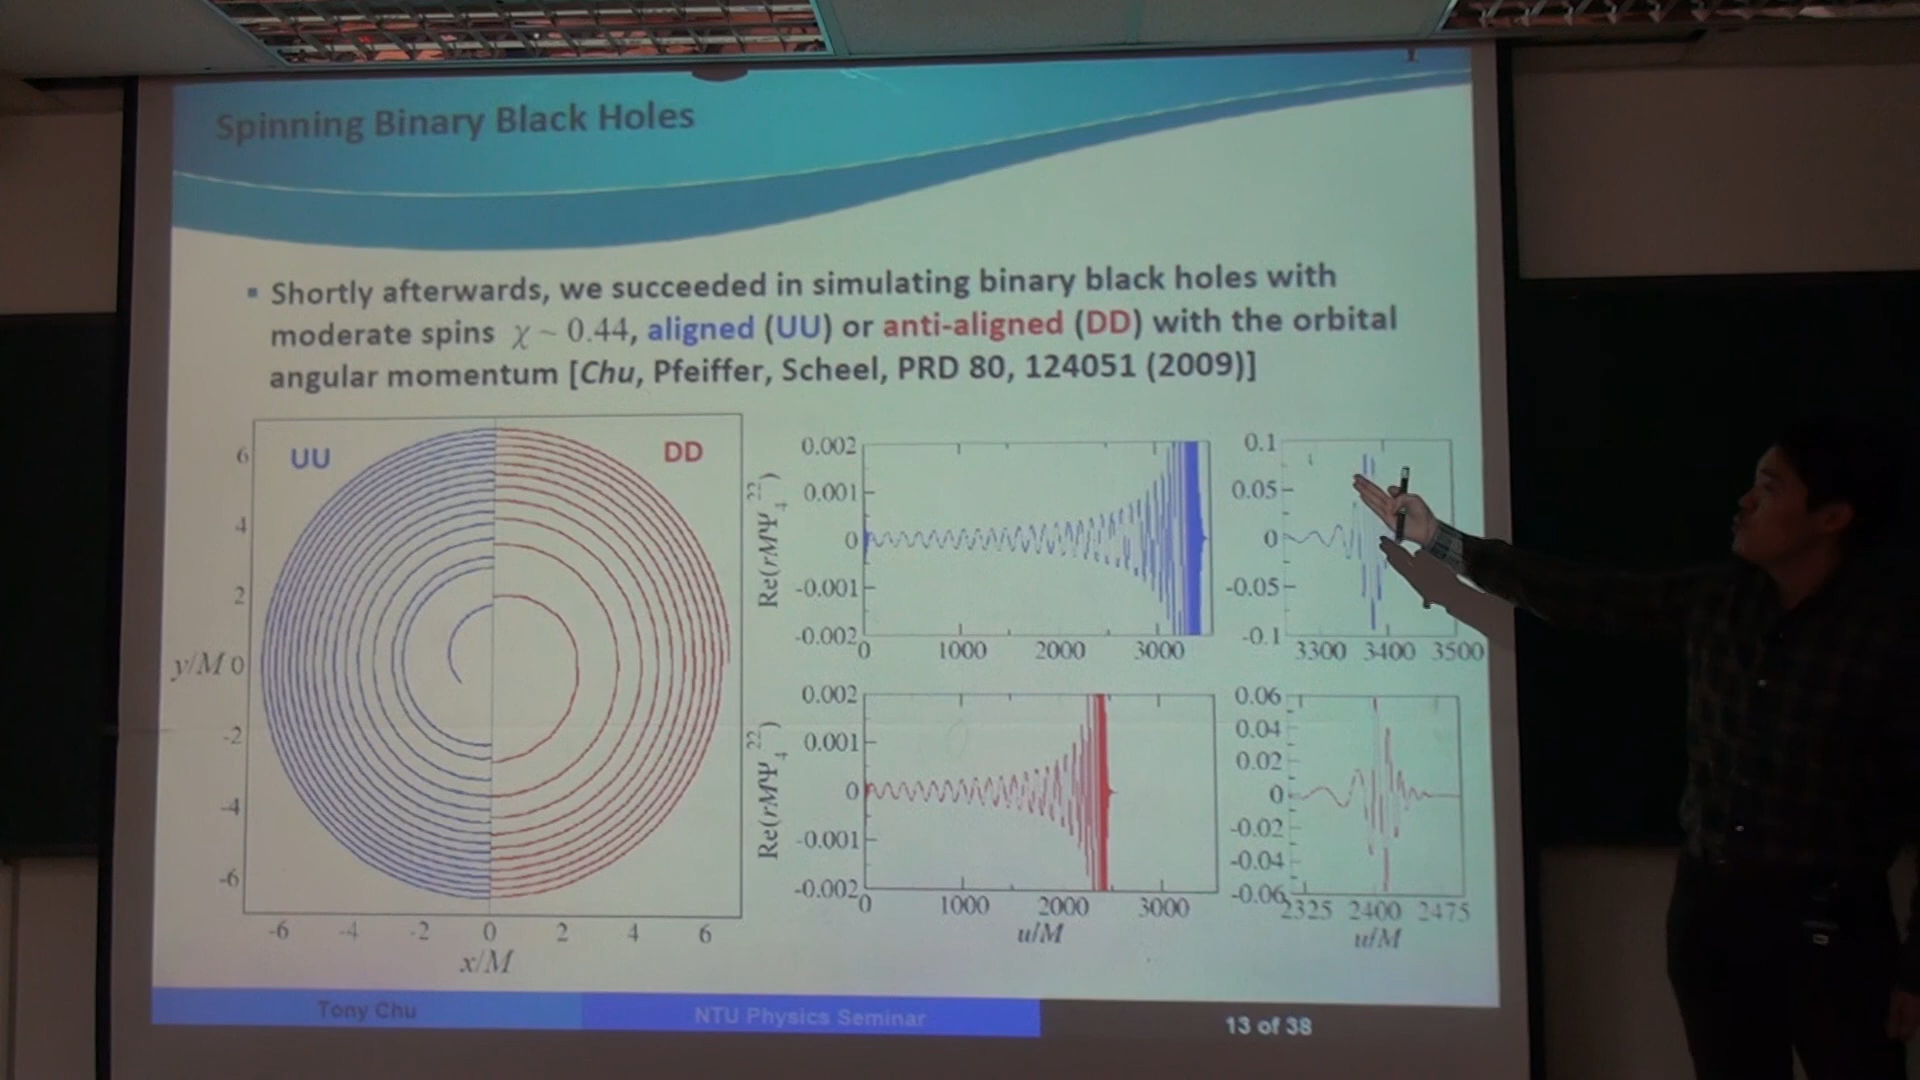 Spinning Binary Black Holes
▪ Shortly afterwards, we succeeded in simulating binary black holes with
moderate spins χ ~ 0.44, aligned (UU) or anti-aligned (DD) with the orbital
angular momentum [Chu, Pfeiffer, Scheel, PRD 80, 124051 (2009)]
UU
DD
6
4
2
y/M 0
-2
-4
-6
-6 -4 -2 0 2 4 6
x/M
Re(rMΨ₄²²)
0.002
0.001
0
-0.001
-0.002
0 1000 2000 3000
0.1
0.05
0
-0.05
-0.1
3300 3400 3500
Re(rMΨ₄²²)
0.002
0.001
0
-0.001
-0.002
0 1000 2000 3000
u/M
0.06
0.04
0.02
0
-0.02
-0.04
-0.06
2325 2400 2475
u/M
Tony Chu
NTU Physics Seminar
13 of 38